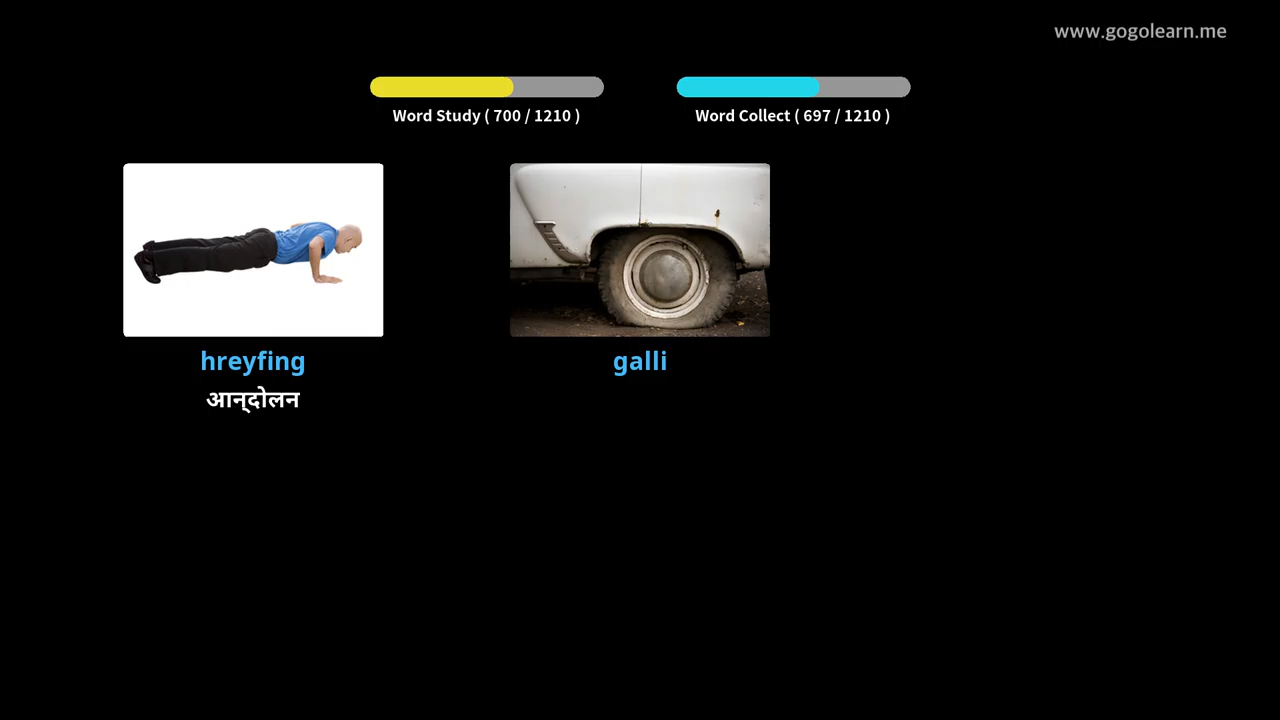 www.gogolearn.me
Word Study ( 700 / 1210 )
Word Collect ( 697 / 1210 )
hreyfing
galli
आन्‌दोलन